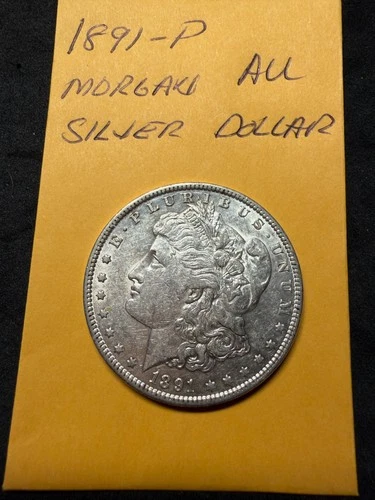 1891-P
MORGAN AU
SILVER DOLLAR
E·PLURIBUS UNUM
1891